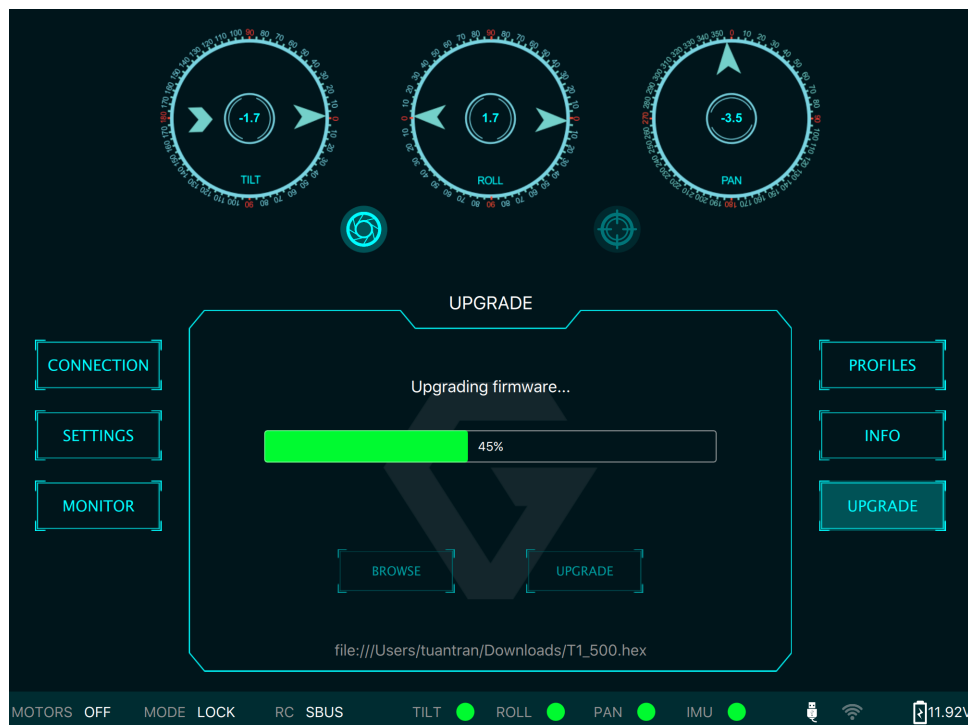 -1.7
TILT
1.7
ROLL
-3.5
PAN
UPGRADE
CONNECTION
SETTINGS
MONITOR
Upgrading firmware...
45%
BROWSE
UPGRADE
file:///Users/tuantran/Downloads/T1_500.hex
PROFILES
INFO
UPGRADE
MOTORS OFF MODE LOCK RC SBUS TILT ROLL PAN IMU 11.92V